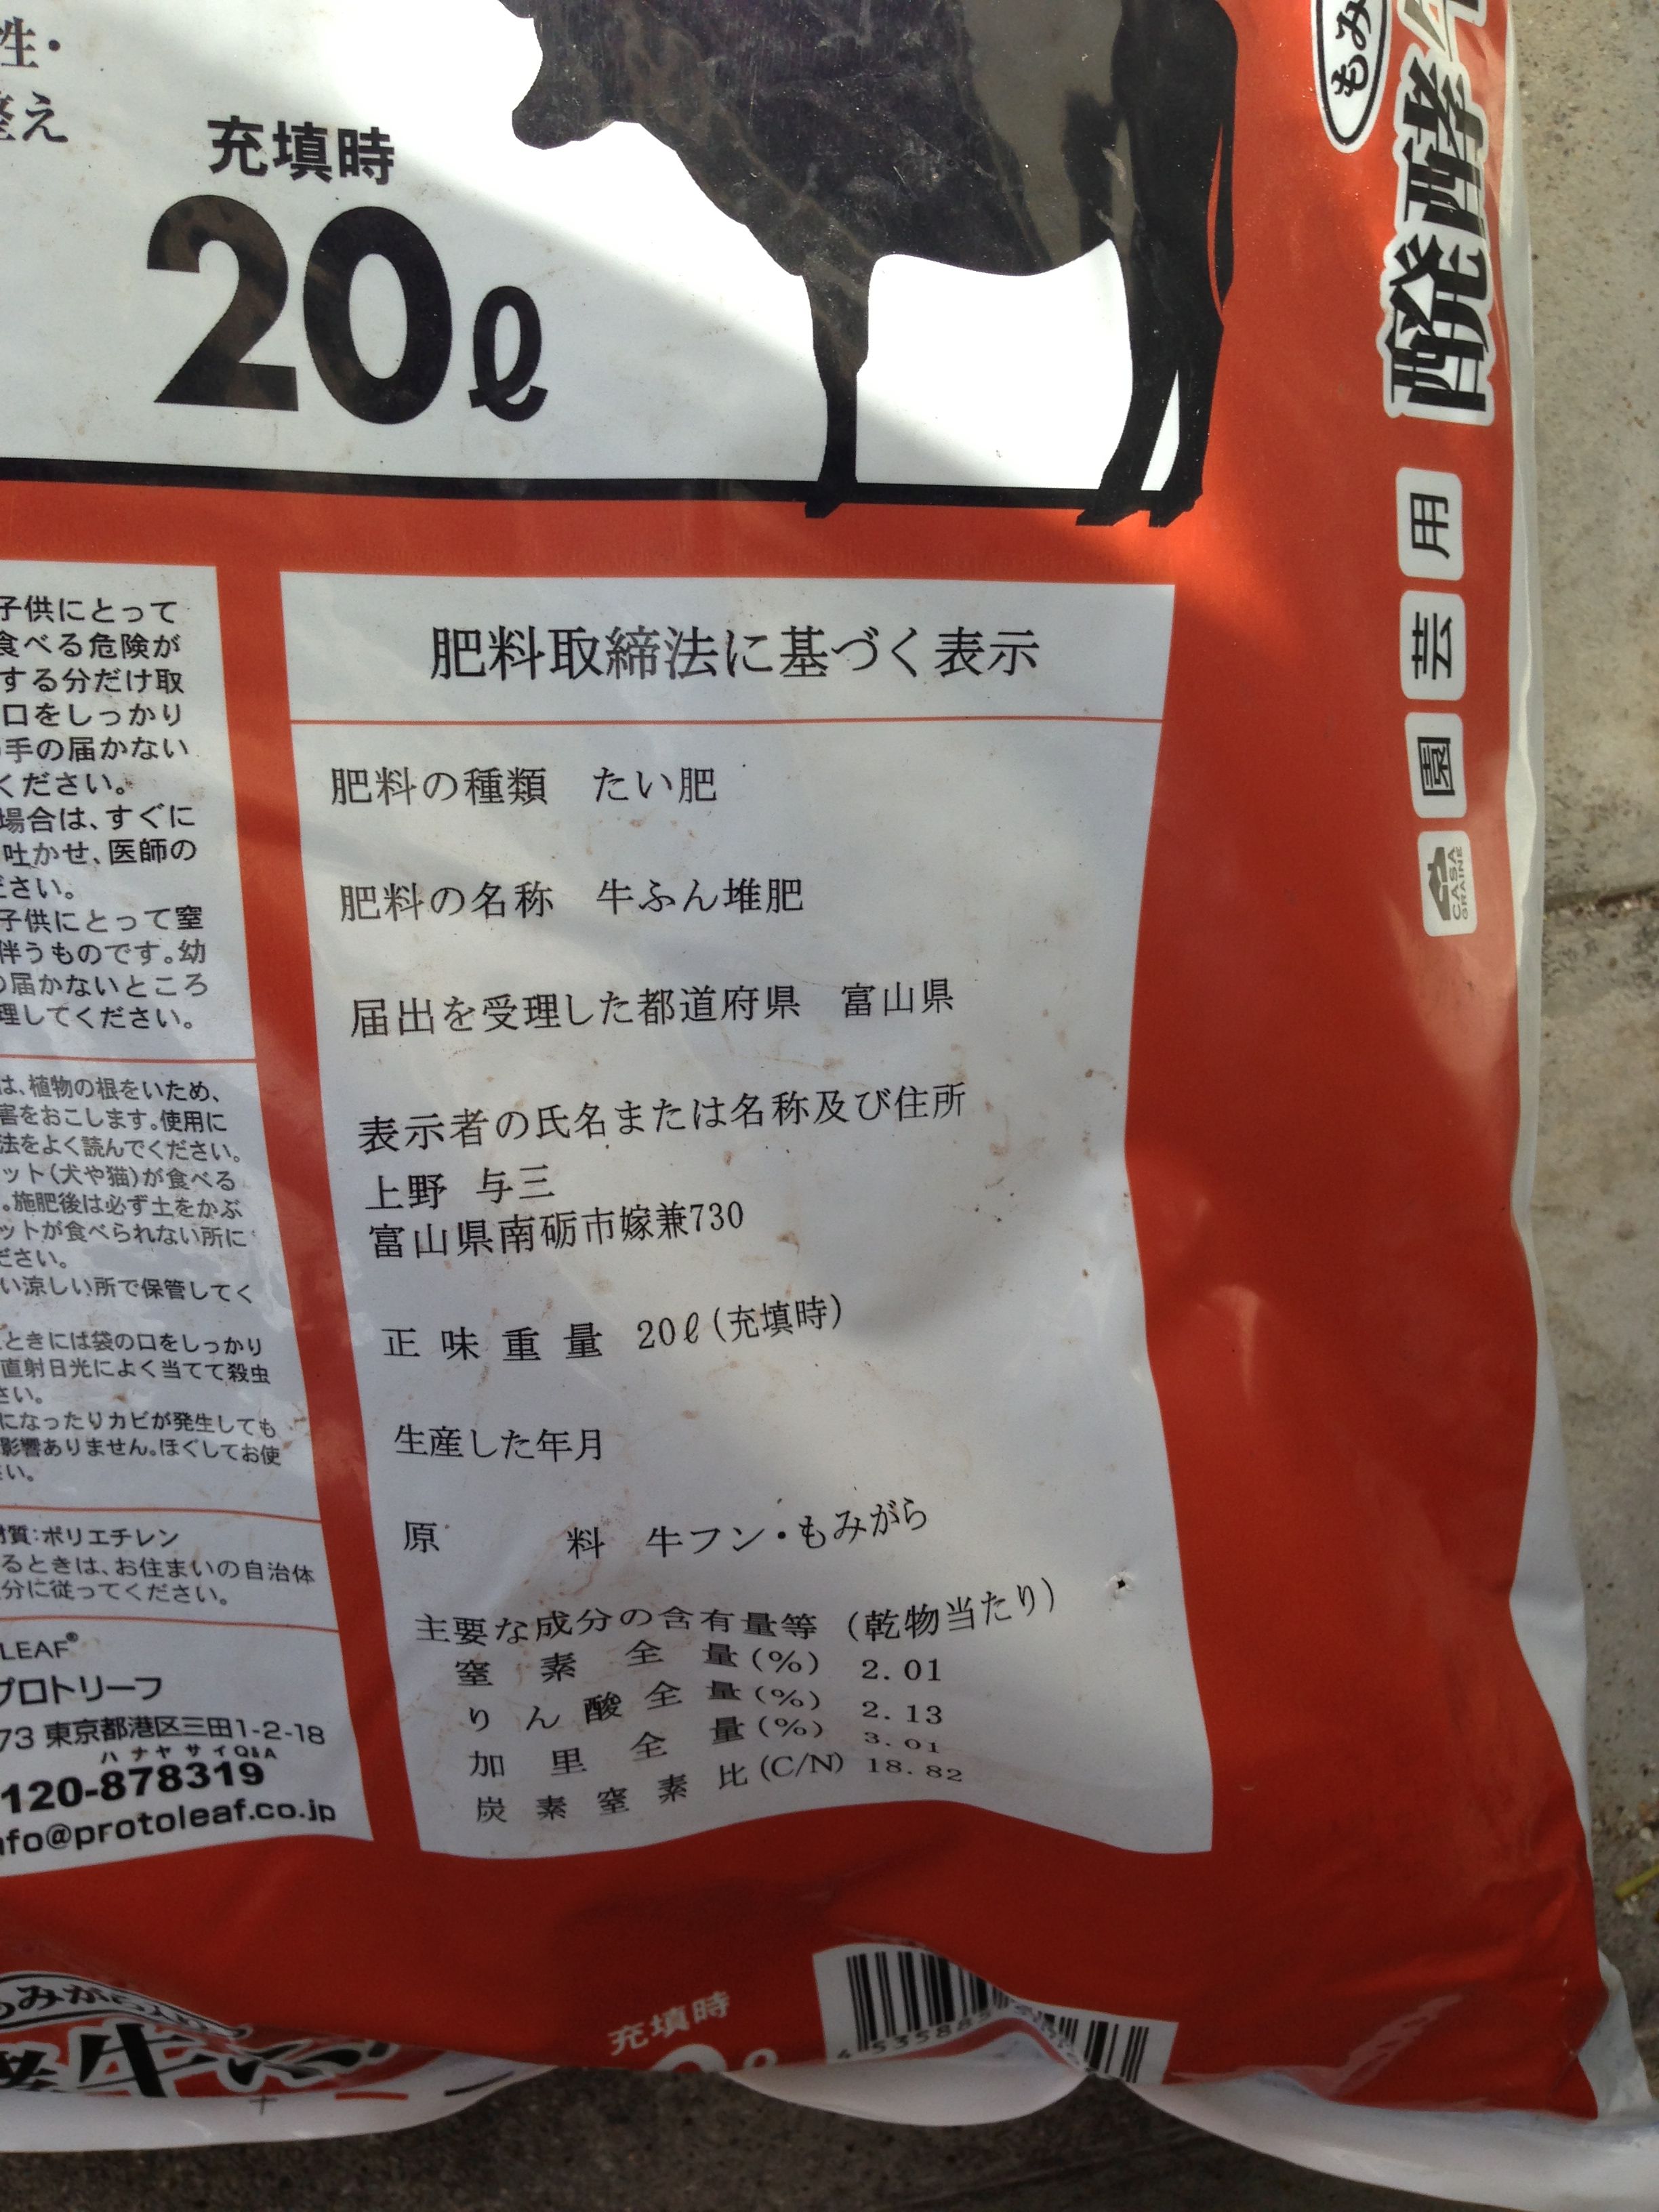 性・
整え
充填時
20ℓ
子供にとって
食べる危険が
する分だけ取
口をしっかり
手の届かない
ください。
場合は、すぐに
吐かせ、医師の
ださい。
子供にとって窒
伴うものです。幼
の届かないところ
理してください。
は、植物の根をいため、
害をおこします。使用に
法をよく読んでください。
ット(犬や猫)が食べる
。施肥後は必ず土をかぶ
ットが食べられない所に
ださい。
い涼しい所で保管してく
ときには袋の口をしっかり
直射日光によく当てて殺虫
さい。
になったりカビが発生しても
影響ありません。ほぐしてお使
さい。
材質:ポリエチレン
るときは、お住まいの自治体
分に従ってください。
LEAF®
プロトリーフ
73 東京都港区三田1-2-18
ハナヤサイQ&A
120-878319
nfo@protoleaf.co.jp
肥料取締法に基づく表示
肥料の種類 たい肥
肥料の名称 牛ふん堆肥
届出を受理した都道府県 富山県
表示者の氏名または名称及び住所
上野 与三
富山県南砺市嫁兼730
正味重量 20ℓ(充填時)
生産した年月
原料 牛フン・もみがら
主要な成分の含有量等 (乾物当たり)
窒素全量(%) 2.01
りん酸全量(%) 2.13
加里全量(%) 3.01
炭素窒素比(C/N) 18.82
もみ
醗酵牛
園芸用
CASA
GRAINE
充填時
4 535885